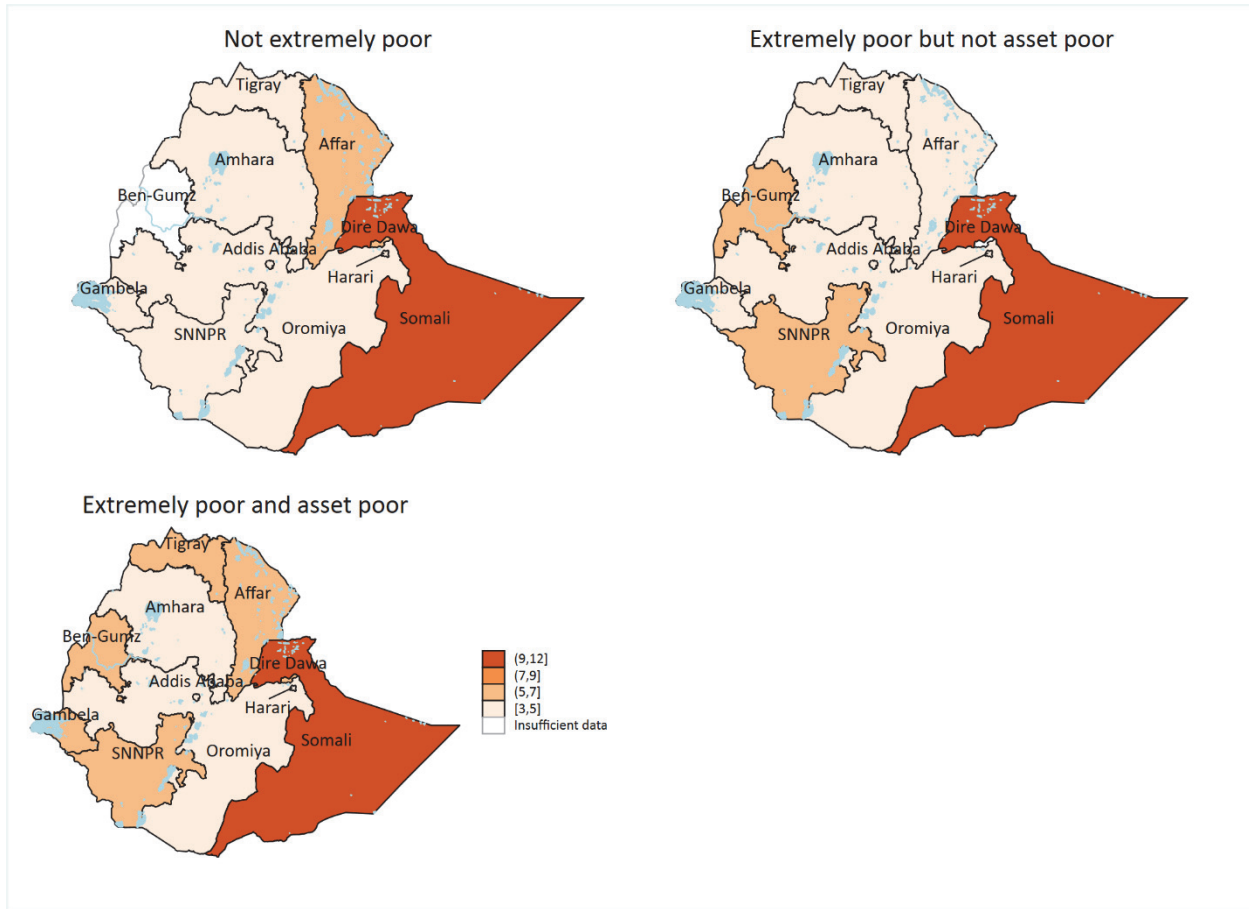 Not extremely poor
Tigray
Affar
Amhara
Ben-Gumz
Dire Dawa
Addis Ababa
Harari
Gambela
Somali
Oromiya
SNNPR
Extremely poor but not asset poor
Tigray
Affar
Amhara
Ben-Gumz
Dire Dawa
Addis Ababa
Harari
Gambela
Somali
Oromiya
SNNPR
Extremely poor and asset poor
Tigray
Affar
Amhara
Ben-Gumz
Dire Dawa
Addis Ababa
Harari
Gambela
Somali
Oromiya
SNNPR
(9,12]
(7,9]
(5,7]
[3,5]
Insufficient data